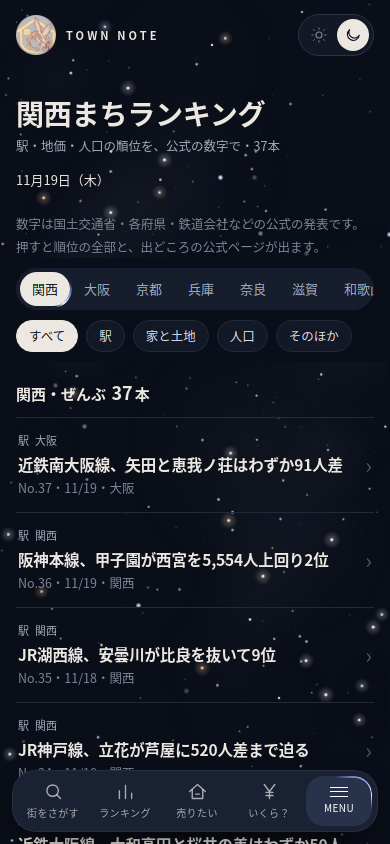 TOWN NOTE
関西まちランキング
駅・地価・人口の順位を、公式の数字で・37本
11月19日（木）
数字は国土交通省・各府県・鉄道会社などの公式の発表です。
押すと順位の全部と、出どころの公式ページが出ます。
関西 大阪 京都 兵庫 奈良 滋賀 和歌
すべて 駅 家と土地 人口 そのほか
関西・ぜんぶ 37本
駅 大阪
近鉄南大阪線、矢田と恵我ノ荘はわずか91人差
No.37・11/19・大阪
駅 関西
阪神本線、甲子園が西宮を5,554人上回り2位
No.36・11/19・関西
駅 関西
JR湖西線、安曇川が比良を抜いて9位
No.35・11/18・関西
駅 関西
JR神戸線、立花が芦屋に520人差まで迫る
街をさがす ランキング 売りたい いくら？ MENU